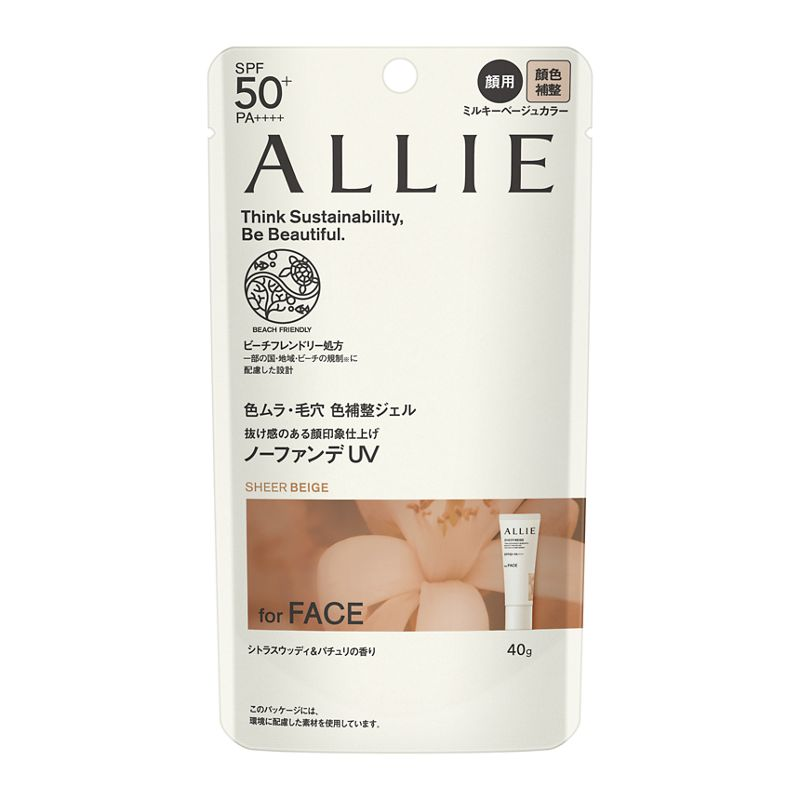 SPF
50+
PA++++
顔用
顔色
補整
ミルキーベージュカラー
ALLIE
Think Sustainability,
Be Beautiful.
BEACH FRIENDLY
ビーチフレンドリー処方
一部の国・地域・ビーチの規制※に
配慮した設計
色ムラ・毛穴 色補整ジェル
抜け感のある顔印象仕上げ
ノーファンデUV
SHEER BEIGE
ALLIE
for FACE
for FACE
シトラスウッディ&パチュリの香り
40g
このパッケージには、
環境に配慮した素材を使用しています。